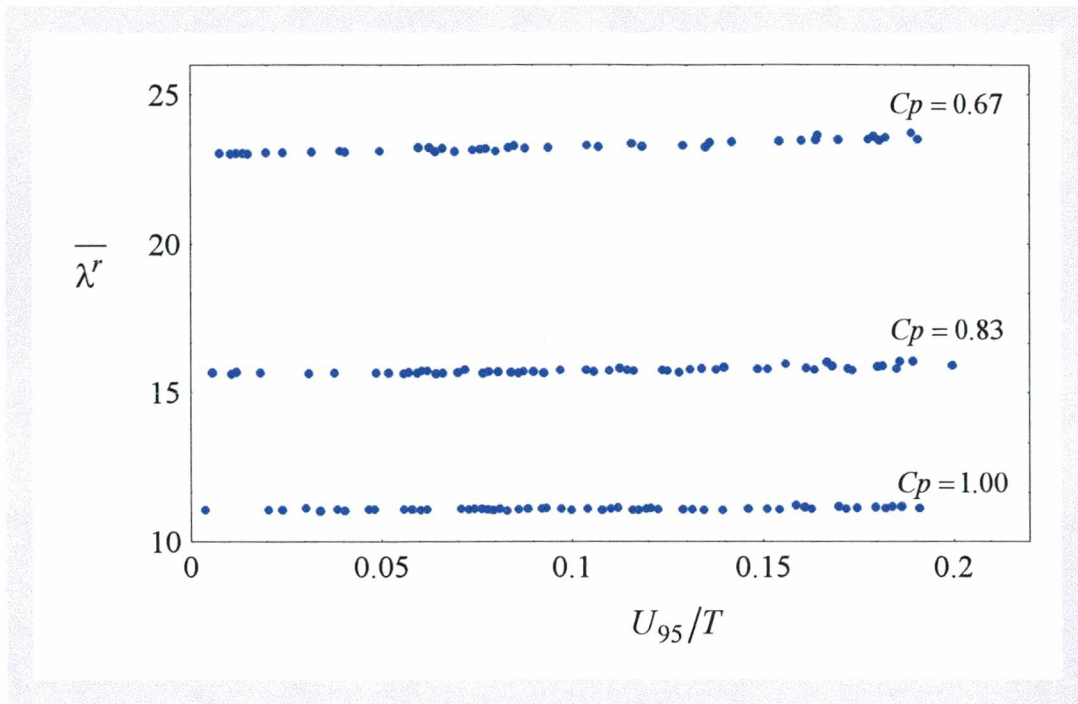 25
Cp = 0.67
20
λʳ
Cp = 0.83
15
Cp = 1.00
10
0 0.05 0.1 0.15 0.2
U₉₅/T